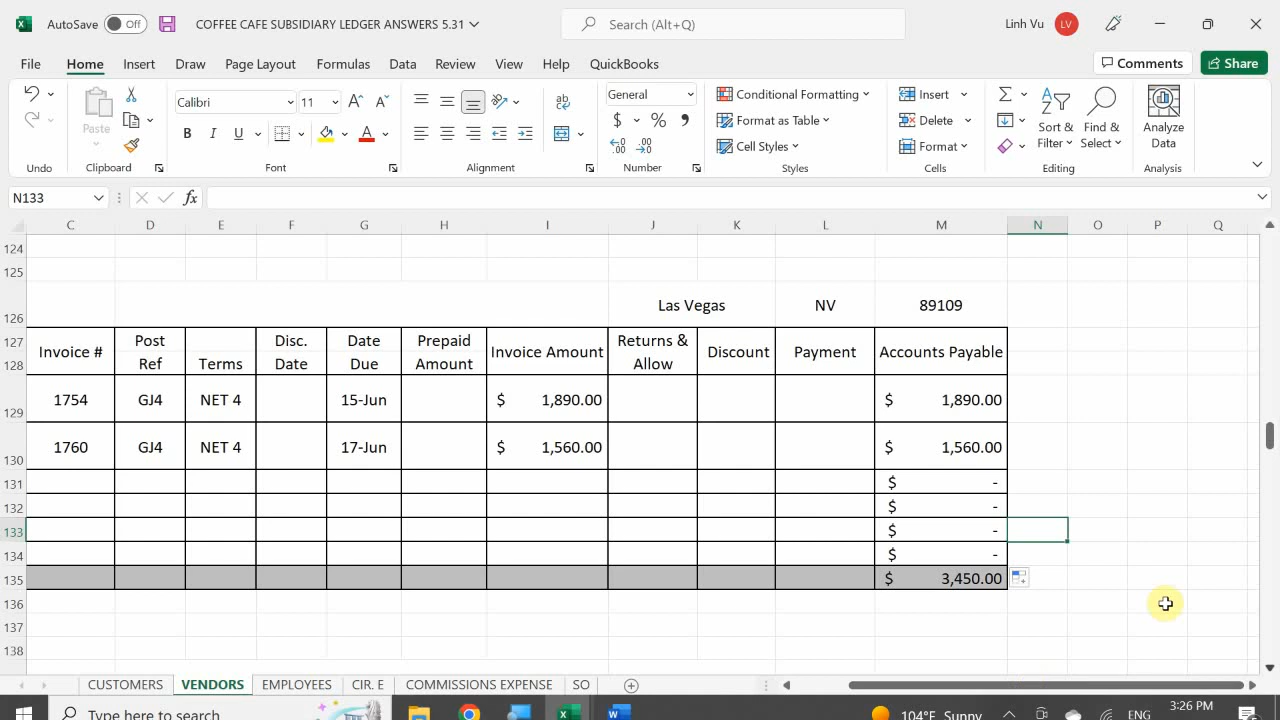 AutoSave Off COFFEE CAFE SUBSIDIARY LEDGER ANSWERS 5.31 Search (Alt+Q) Linh Vu LV
File Home Insert Draw Page Layout Formulas Data Review View Help QuickBooks Comments Share
Paste Calibri 11 General Conditional Formatting Format as Table Cell Styles Insert Delete Format Sort & Filter Find & Select Analyze Data
Undo Clipboard Font Alignment Number Styles Cells Editing Analysis
N133 fx
C D E F G H I J K L M N O P Q
124
125
126 Las Vegas NV 89109
127 Invoice # Post Disc. Date Prepaid Invoice Amount Returns & Discount Payment Accounts Payable
128 Ref Terms Date Due Amount Allow
129 1754 GJ4 NET 4 15-Jun $ 1,890.00 $ 1,890.00
130 1760 GJ4 NET 4 17-Jun $ 1,560.00 $ 1,560.00
131 $ -
132 $ -
133 $ -
134 $ -
135 $ 3,450.00
136
137
138
CUSTOMERS VENDORS EMPLOYEES CIR. E COMMISSIONS EXPENSE SO
Type here to search 104°F Sunny ENG 3:26 PM